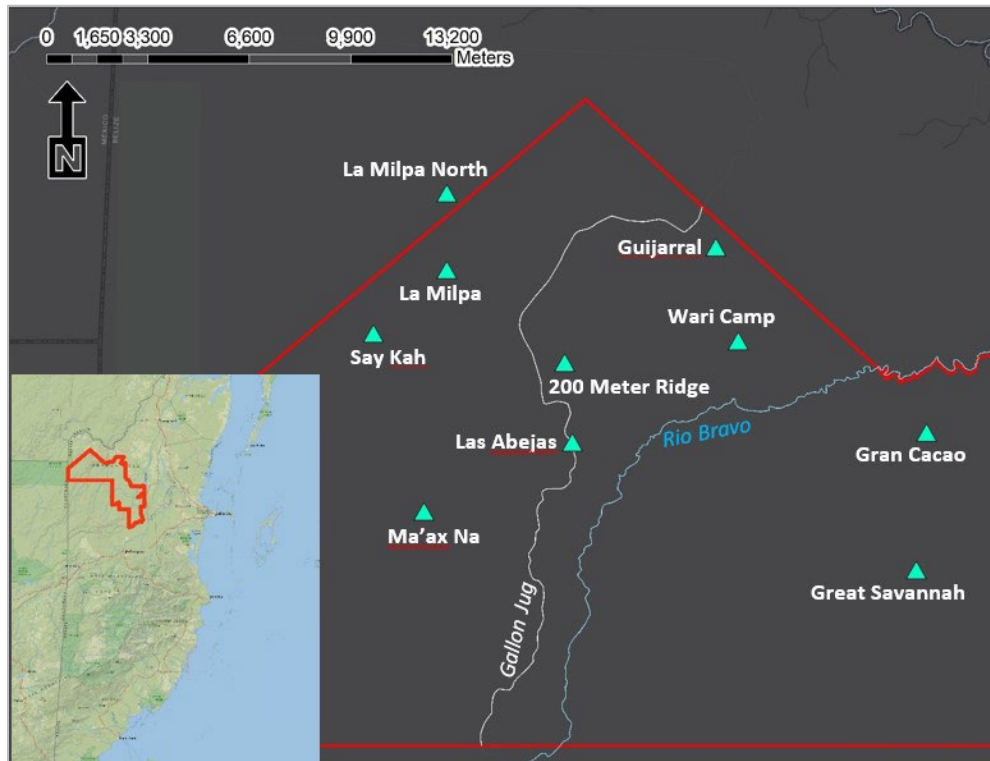 0 1,650 3,300 6,600 9,900 13,200
Meters
N
MEXICO
BELIZE
La Milpa North
Guijarral
La Milpa
Wari Camp
Say Kah
200 Meter Ridge
Rio Bravo
Las Abejas
Gran Cacao
Ma'ax Na
Great Savannah
Gallon Jug